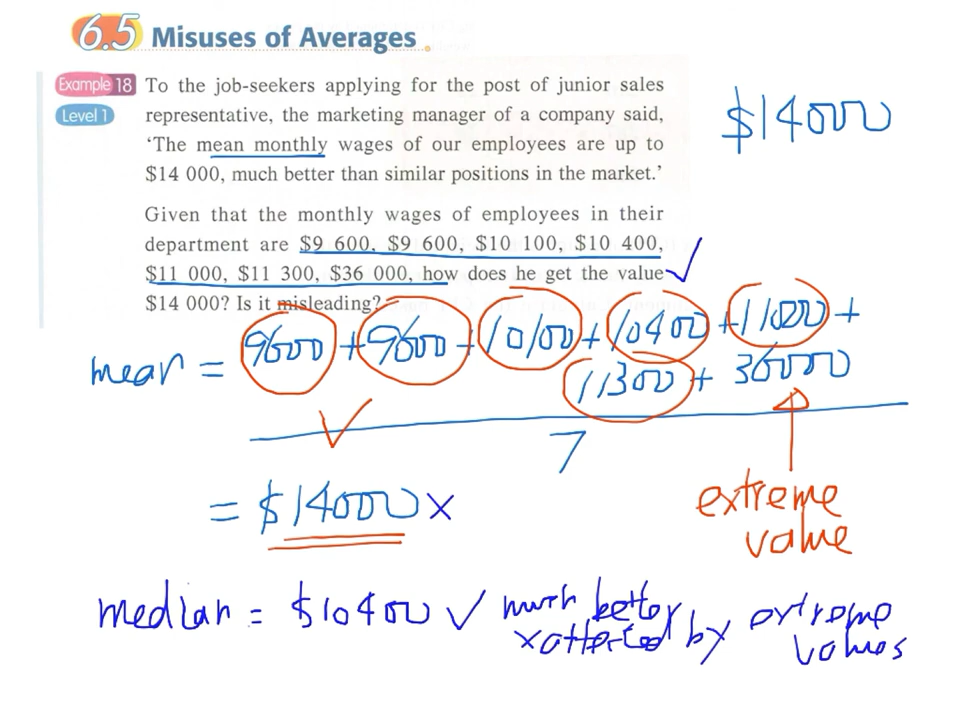 6.5 Misuses of Averages
Example 18 To the job-seekers applying for the post of junior sales
Level 1 representative, the marketing manager of a company said,
‘The mean monthly wages of our employees are up to
$14 000, much better than similar positions in the market.’
$14000
Given that the monthly wages of employees in their
department are $9 600, $9 600, $10 100, $10 400,
$11 000, $11 300, $36 000, how does he get the value
$14 000? Is it misleading?
mean = 9600 + 9600 + 10100 + 10400 + 11000 +
11300 + 36000
7
= $14000 ×
extreme
value
median = $10400 ✓ much better extreme
x affected by values